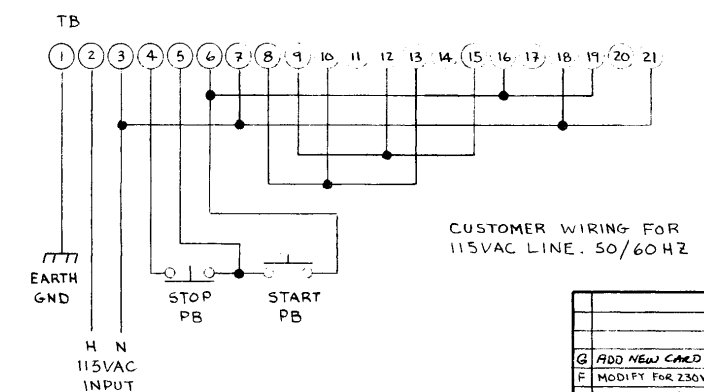 TB
1 2 3 4 5 6 7 8 9 10 11 12 13 14 15 16 17 18 19 20 21
CUSTOMER WIRING FOR
115VAC LINE. 50/60 HZ
EARTH
GND
STOP
PB
START
PB
H N
115VAC
INPUT
G ADD NEW CARD
F MODIFY FOR 230V